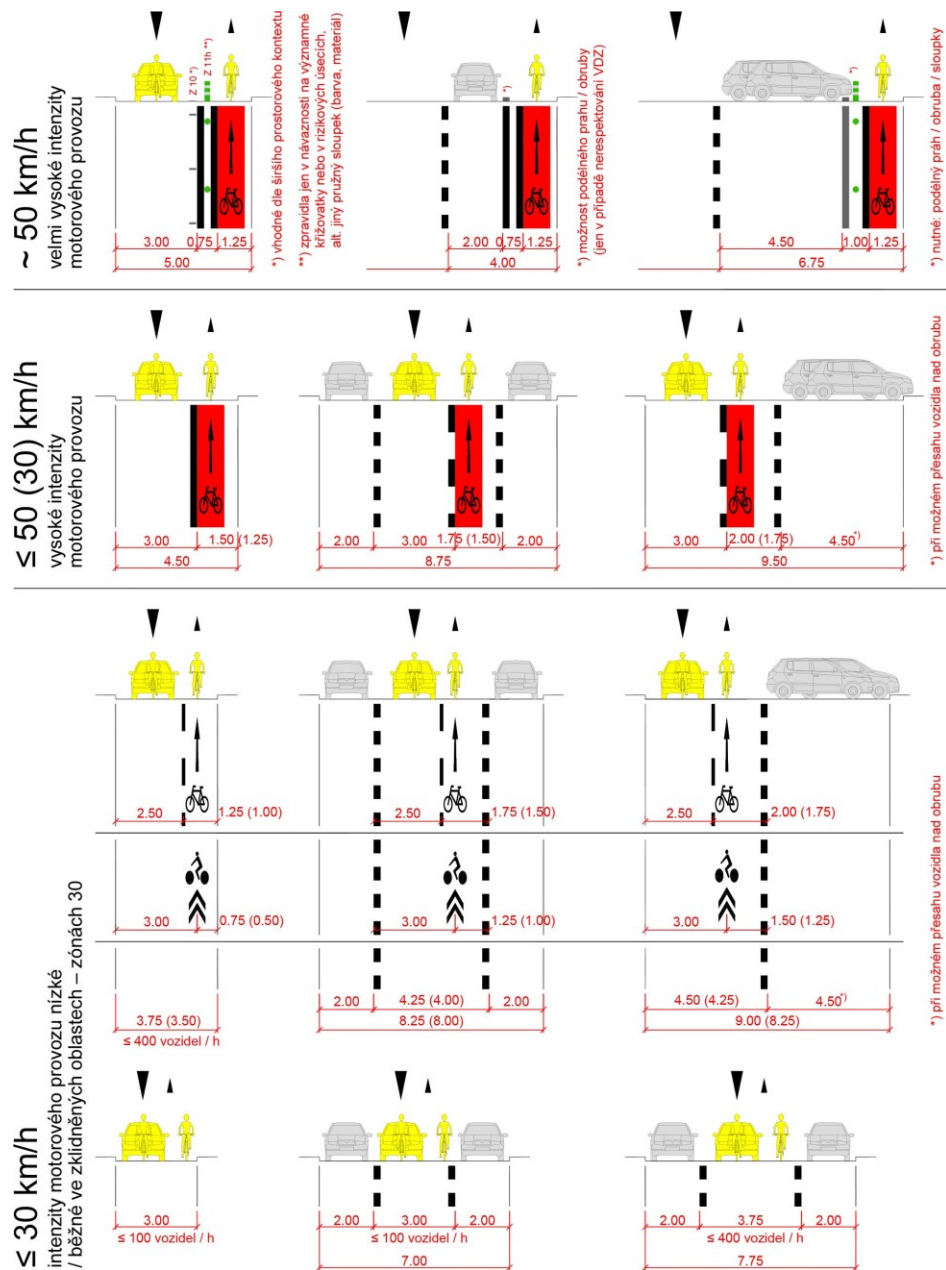 ~ 50 km/h
velmi vysoké intenzity
motorového provozu
Z 10 *)
Z 11h **)
3.00
0.75
1.25
5.00
*) vhodné dle širšího prostorového kontextu
**) zpravidla jen v návaznosti na významné
křižovatky nebo v rizikových úsecích,
alt. jiný pružný sloupek (barva, materiál)
*)
2.00
0.75
1.25
4.00
*) možnost podélného prahu / obruby
(jen v případě nerespektování VDZ)
*)
4.50
1.00
1.25
6.75
*) nutné: podélný práh / obruba / sloupky
≤ 50 (30) km/h
vysoké intenzity
motorového provozu
3.00
1.50 (1.25)
4.50
2.00
3.00
1.75 (1.50)
2.00
8.75
3.00
2.00 (1.75)
4.50*)
9.50
*) při možném přesahu vozidla nad obrubu
≤ 30 km/h
intenzity motorového provozu nízké
/ běžné ve zklidněných oblastech – zónách 30
2.50
1.25 (1.00)
2.50
1.75 (1.50)
2.50
2.00 (1.75)
3.00
0.75 (0.50)
3.00
1.25 (1.00)
3.00
1.50 (1.25)
3.75 (3.50)
≤ 400 vozidel / h
2.00
4.25 (4.00)
2.00
8.25 (8.00)
4.50 (4.25)
4.50*)
9.00 (8.25)
*) při možném přesahu vozidla nad obrubu
3.00
≤ 100 vozidel / h
2.00
3.00
2.00
≤ 100 vozidel / h
7.00
2.00
3.75
2.00
≤ 400 vozidel / h
7.75